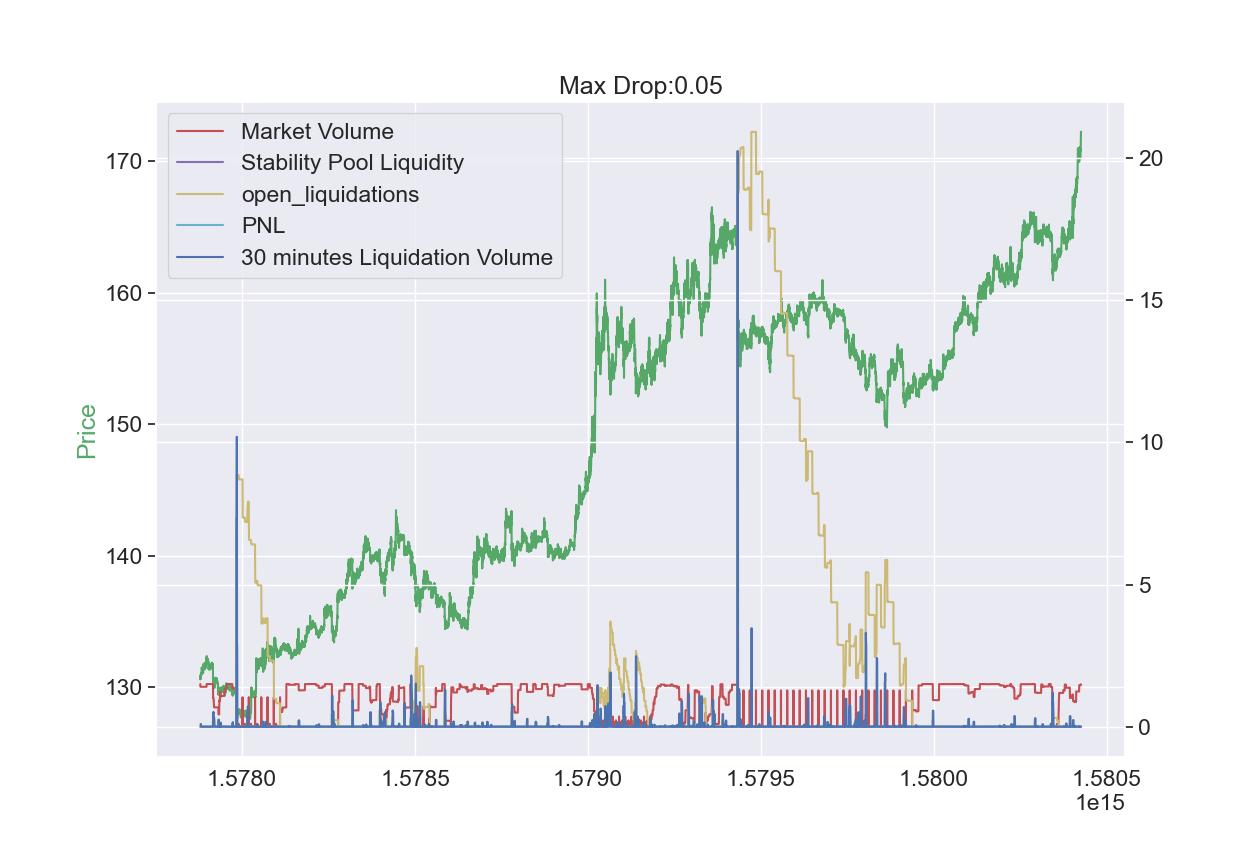 Max Drop:0.05
Market Volume
Stability Pool Liquidity
open_liquidations
PNL
30 minutes Liquidation Volume
Price
170
160
150
140
130
20
15
10
5
0
1.5780 1.5785 1.5790 1.5795 1.5800 1.5805
1e15